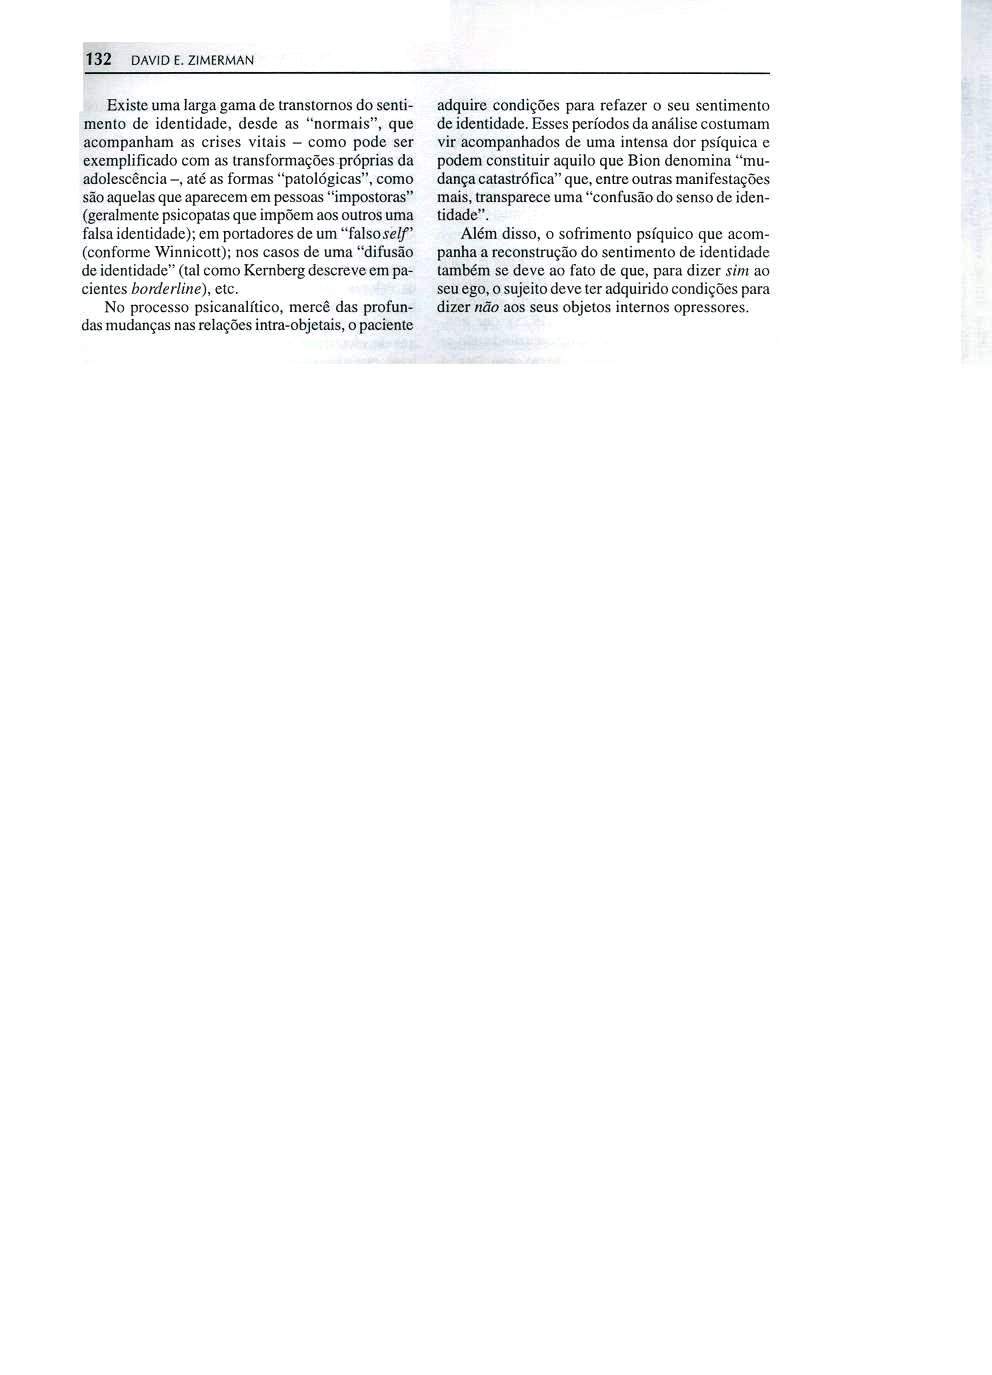 132 DAVID E. ZIMERMAN
Existe uma larga gama de transtornos do senti-
mento de identidade, desde as “normais”, que
acompanham as crises vitais – como pode ser
exemplificado com as transformações próprias da
adolescência –, até as formas “patológicas”, como
são aquelas que aparecem em pessoas “impostoras”
(geralmente psicopatas que impõem aos outros uma
falsa identidade); em portadores de um “falso self”
(conforme Winnicott); nos casos de uma “difusão
de identidade” (tal como Kernberg descreve em pa-
cientes borderline), etc.
No processo psicanalítico, mercê das profun-
das mudanças nas relações intra-objetais, o paciente
adquire condições para refazer o seu sentimento
de identidade. Esses períodos da análise costumam
vir acompanhados de uma intensa dor psíquica e
podem constituir aquilo que Bion denomina “mu-
dança catastrófica” que, entre outras manifestações
mais, transparece uma “confusão do senso de iden-
tidade”.
Além disso, o sofrimento psíquico que acom-
panha a reconstrução do sentimento de identidade
também se deve ao fato de que, para dizer sim ao
seu ego, o sujeito deve ter adquirido condições para
dizer não aos seus objetos internos opressores.